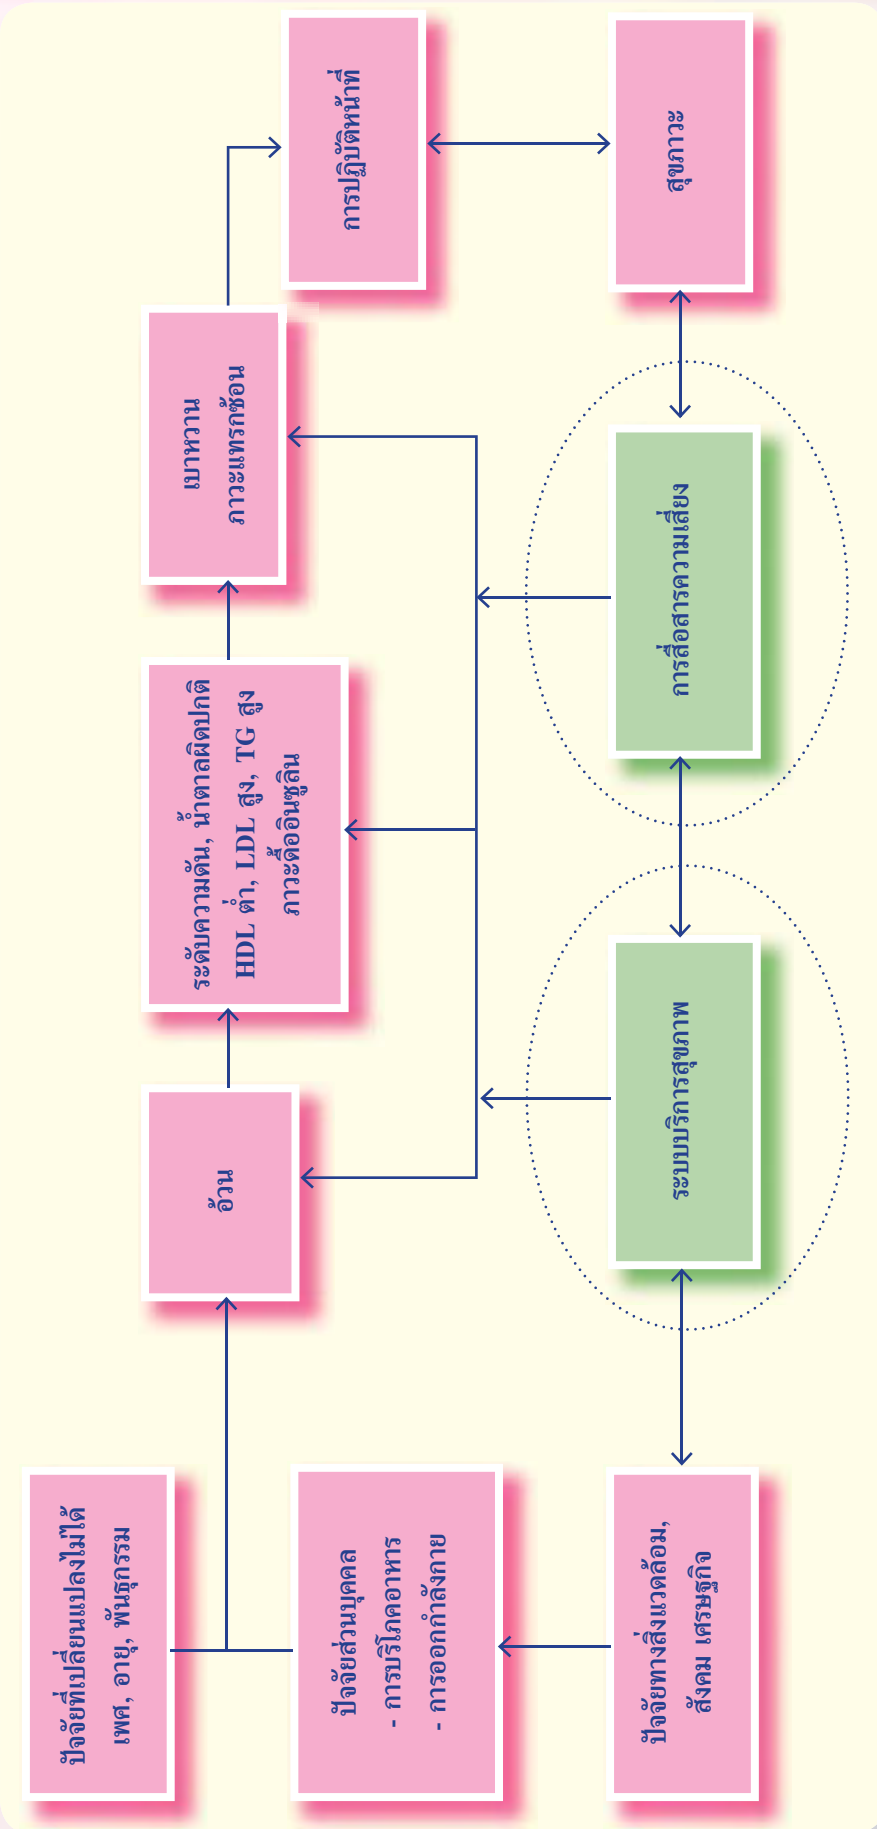 ปัจจัยที่เปลี่ยนแปลงไม่ได้
เพศ, อายุ, พันธุกรรม
ปัจจัยส่วนบุคคล
- การบริโภคอาหาร
- การออกกำลังกาย
ปัจจัยทางสิ่งแวดล้อม,
สังคม เศรษฐกิจ
อ้วน
ระดับความดัน, น้ำตาลผิดปกติ
HDL ต่ำ, LDL สูง, TG สูง
ภาวะดื้ออินซูลิน
เบาหวาน
ภาวะแทรกซ้อน
การปฏิบัติหน้าที่
ระบบบริการสุขภาพ
การสื่อสารความเสี่ยง
สุขภาวะ